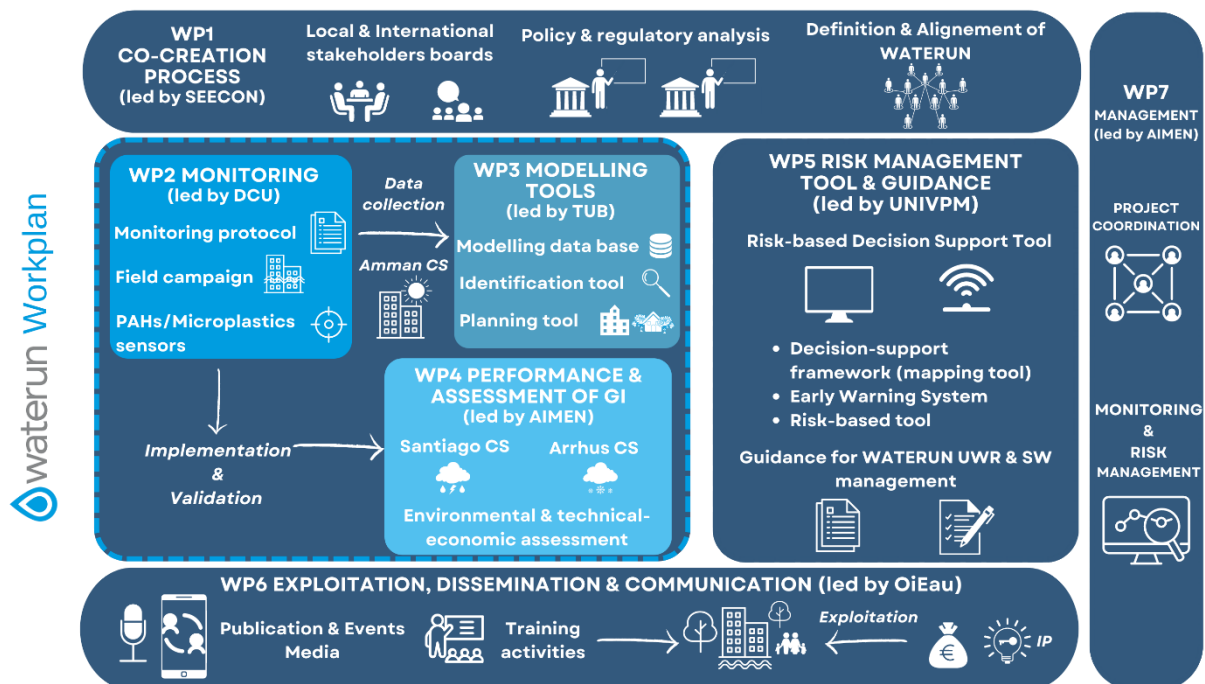 waterun Workplan
WP1
CO-CREATION
PROCESS
(led by SEECON)
Local & International
stakeholders boards
Policy & regulatory analysis
Definition & Alignement of
WATERUN
WP2 MONITORING
(led by DCU)
Monitoring protocol
Field campaign
PAHs/Microplastics
sensors
Data
collection
Amman CS
WP3 MODELLING
TOOLS
(led by TUB)
Modelling data base
Identification tool
Planning tool
Implementation
&
Validation
WP4 PERFORMANCE &
ASSESSMENT OF GI
(led by AIMEN)
Santiago CS
Arrhus CS
Environmental & technical-
economic assessment
WP5 RISK MANAGEMENT
TOOL & GUIDANCE
(led by UNIVPM)
Risk-based Decision Support Tool
• Decision-support
framework (mapping tool)
• Early Warning System
• Risk-based tool
Guidance for WATERUN UWR & SW
management
WP6 EXPLOITATION, DISSEMINATION & COMMUNICATION (led by OiEau)
Publication & Events
Media
Training
activities
Exploitation
€
IP
WP7
MANAGEMENT
(led by AIMEN)
PROJECT
COORDINATION
MONITORING
&
RISK
MANAGEMENT